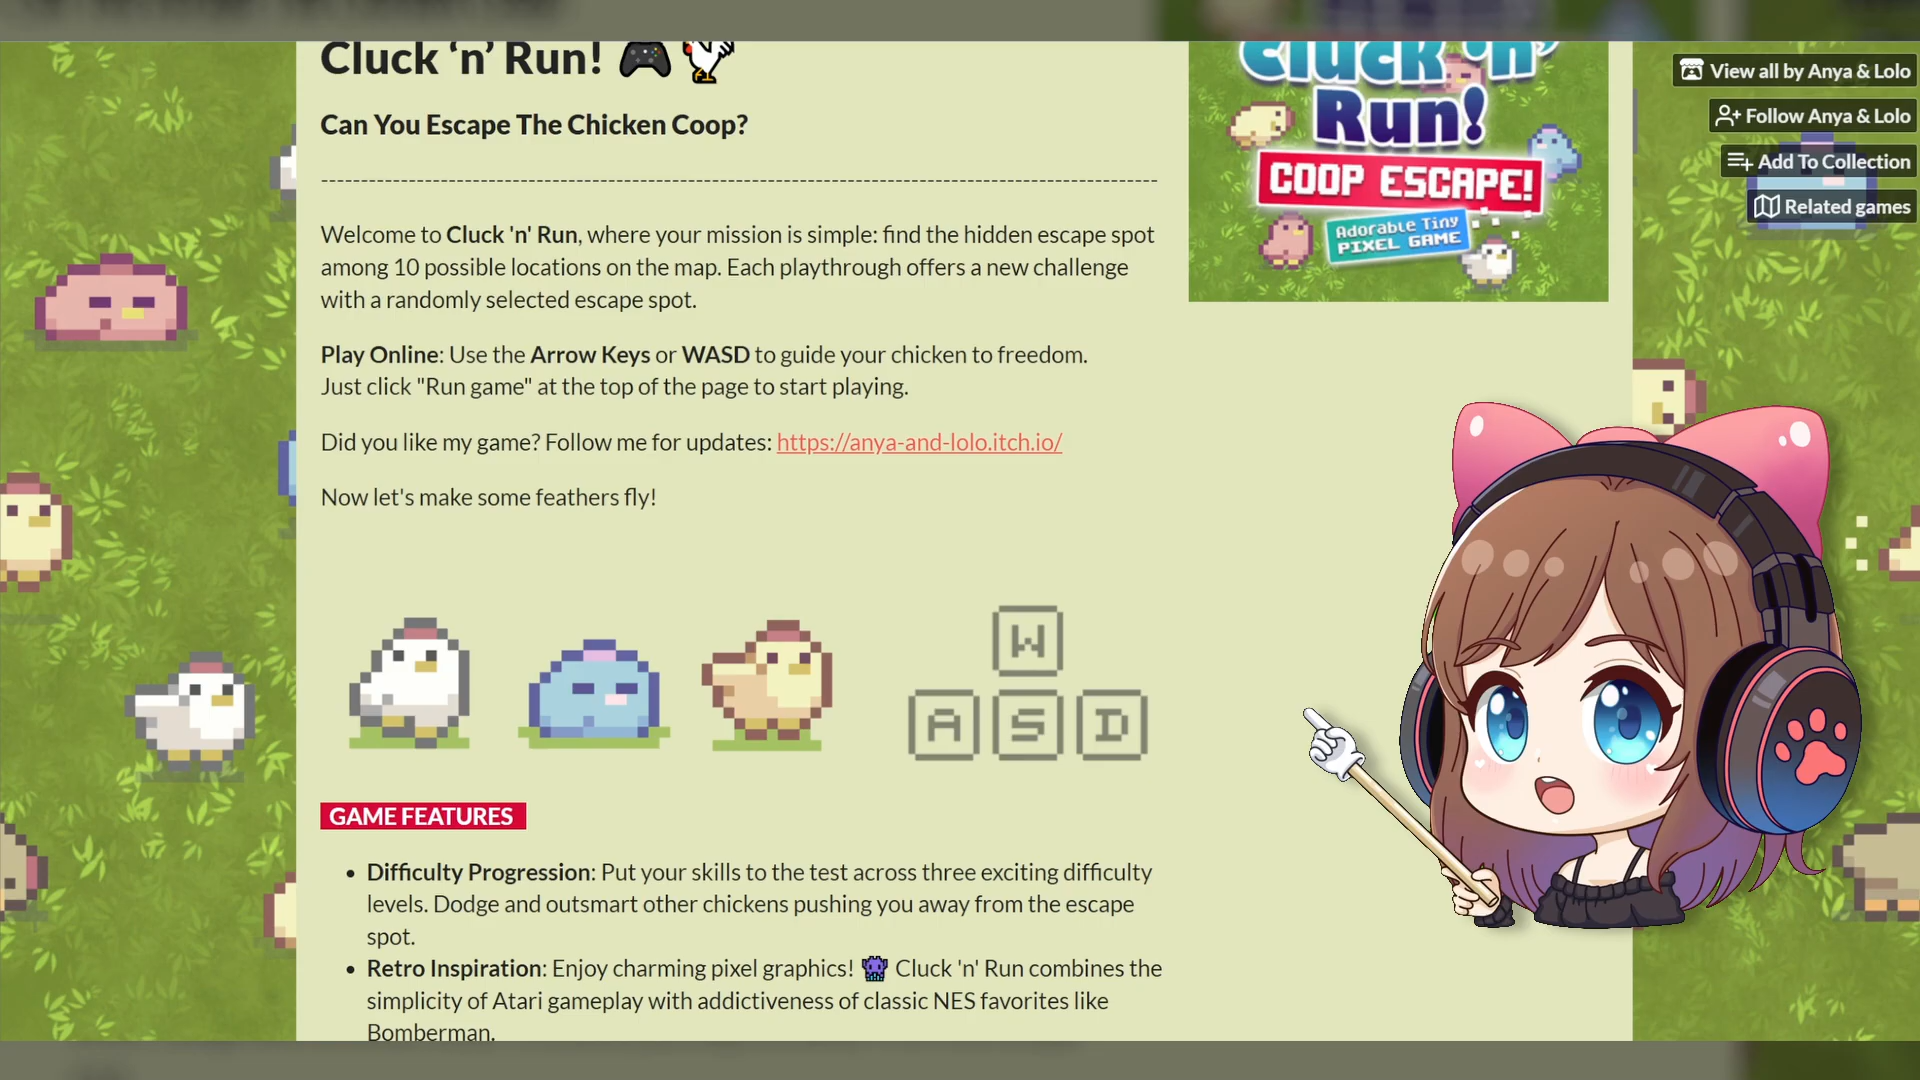 Cluck ‘n’ Run!
Can You Escape The Chicken Coop?
Welcome to Cluck 'n' Run, where your mission is simple: find the hidden escape spot
among 10 possible locations on the map. Each playthrough offers a new challenge
with a randomly selected escape spot.
Play Online: Use the Arrow Keys or WASD to guide your chicken to freedom.
Just click "Run game" at the top of the page to start playing.
Did you like my game? Follow me for updates: https://anya-and-lolo.itch.io/
Now let's make some feathers fly!
W
A S D
GAME FEATURES
Difficulty Progression: Put your skills to the test across three exciting difficulty
levels. Dodge and outsmart other chickens pushing you away from the escape
spot.
Retro Inspiration: Enjoy charming pixel graphics! Cluck 'n' Run combines the
simplicity of Atari gameplay with addictiveness of classic NES favorites like
Bomberman.
Cluck 'n'
Run!
COOP ESCAPE!
Adorable Tiny
PIXEL GAME
View all by Anya & Lolo
Follow Anya & Lolo
Add To Collection
Related games